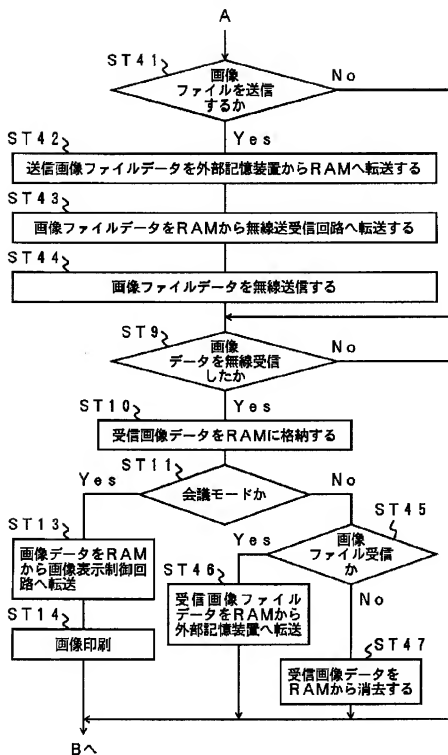 A
ST41
画像
ファイルを送信
するか
No
Yes
ST42
送信画像ファイルデータを外部記憶装置からRAMへ転送する
ST43
画像ファイルデータをRAMから無線送受信回路へ転送する
ST44
画像ファイルデータを無線送信する
ST9
画像
データを無線受信
したか
No
Yes
ST10
受信画像データをRAMに格納する
ST11
Yes
会議モードか
No
ST13
画像データをRAM
から画像表示制御回
路へ転送
ST14
画像印刷
ST45
画像
ファイル受信
か
Yes
No
ST46
受信画像ファイル
データをRAMから
外部記憶装置へ転送
ST47
受信画像データを
RAMから消去する
Bへ